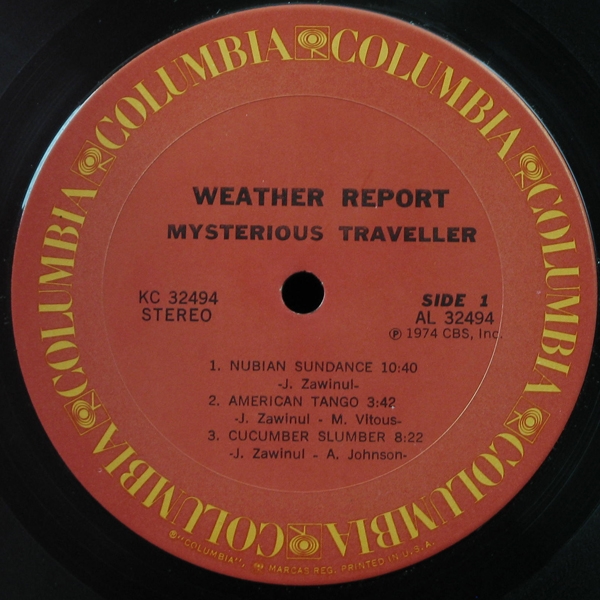 COLUMBIA COLUMBIA COLUMBIA COLUMBIA COLUMBIA COLUMBIA
WEATHER REPORT
MYSTERIOUS TRAVELLER
KC 32494
STEREO
SIDE 1
AL 32494
Ⓟ 1974 CBS, Inc.
1. NUBIAN SUNDANCE 10:40
-J. Zawinul-
2. AMERICAN TANGO 3:42
-J. Zawinul - M. Vitous-
3. CUCUMBER SLUMBER 8:22
-J. Zawinul - A. Johnson-
®"COLUMBIA", MARCAS REG. PRINTED IN U.S.A.